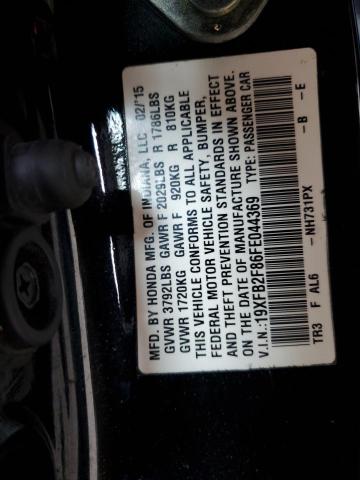 MFD. BY HONDA MFG. OF INDIANA, LLC 02/15
GVWR 3792LBS GAWR F 2029LBS R 1786LBS
GVWR 1720KG GAWR F 920KG R 810KG
THIS VEHICLE CONFORMS TO ALL APPLICABLE
FEDERAL MOTOR VEHICLE SAFETY, BUMPER,
AND THEFT PREVENTION STANDARDS IN EFFECT
ON THE DATE OF MANUFACTURE SHOWN ABOVE.
V.I.N.:19XFB2F86FE044369 TYPE: PASSENGER CAR
TR3 F AL6 -NH731PX -B -E